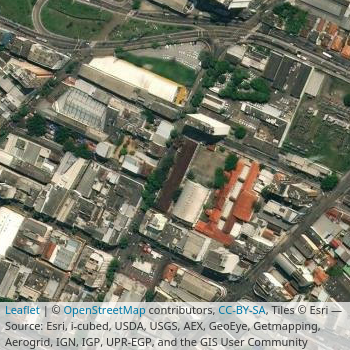 Leaflet | © OpenStreetMap contributors, CC-BY-SA, Tiles © Esri —
Source: Esri, i-cubed, USDA, USGS, AEX, GeoEye, Getmapping,
Aerogrid, IGN, IGP, UPR-EGP, and the GIS User Community